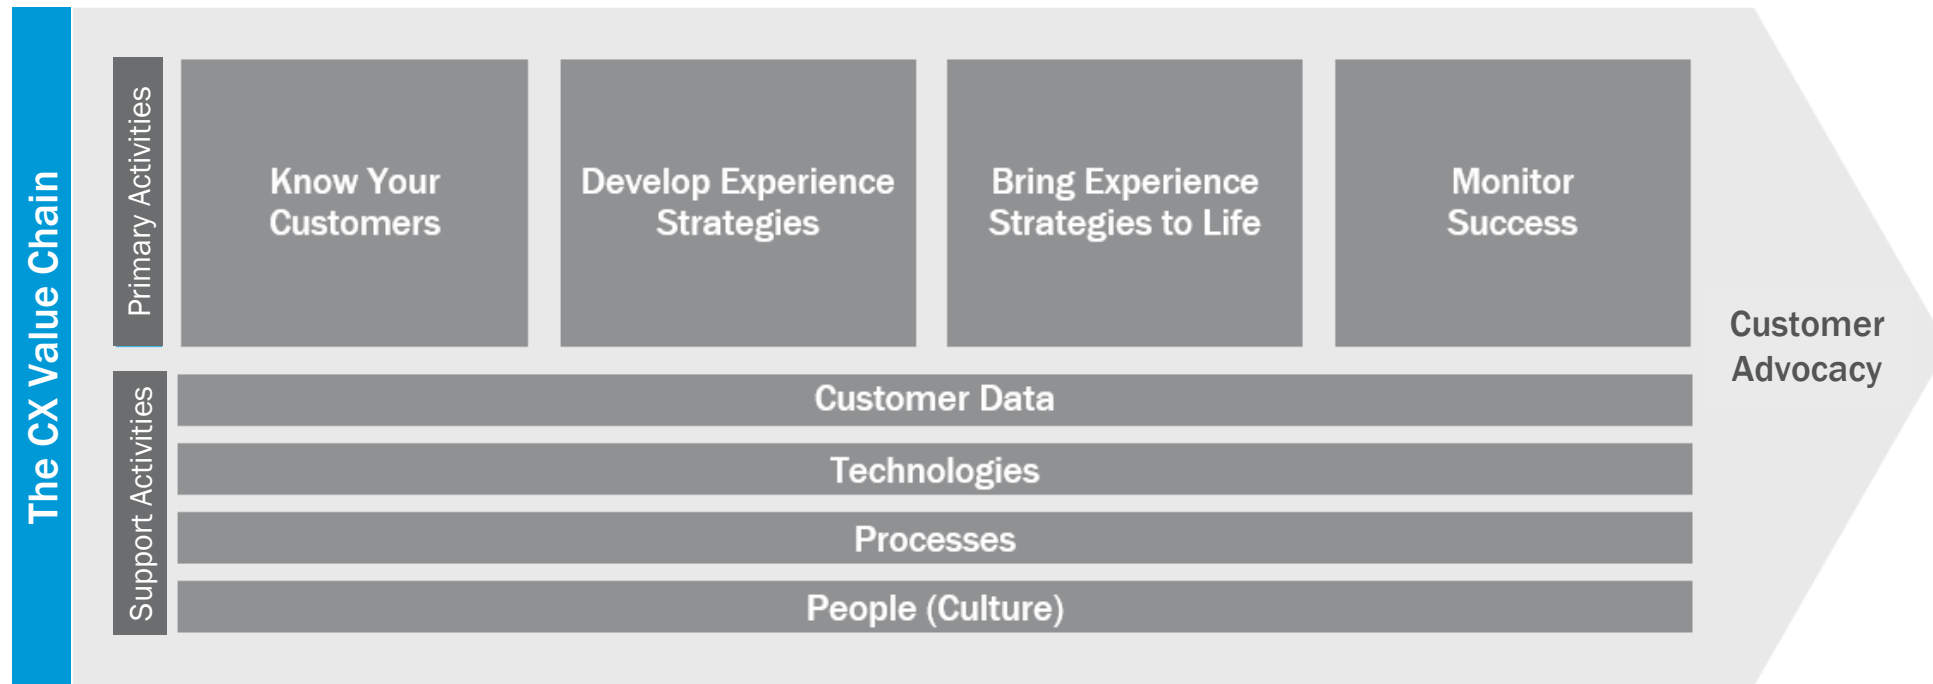 The CX Value Chain
Primary Activities
Know Your
Customers
Develop Experience
Strategies
Bring Experience
Strategies to Life
Monitor
Success
Support Activities
Customer Data
Technologies
Processes
People (Culture)
Customer
Advocacy